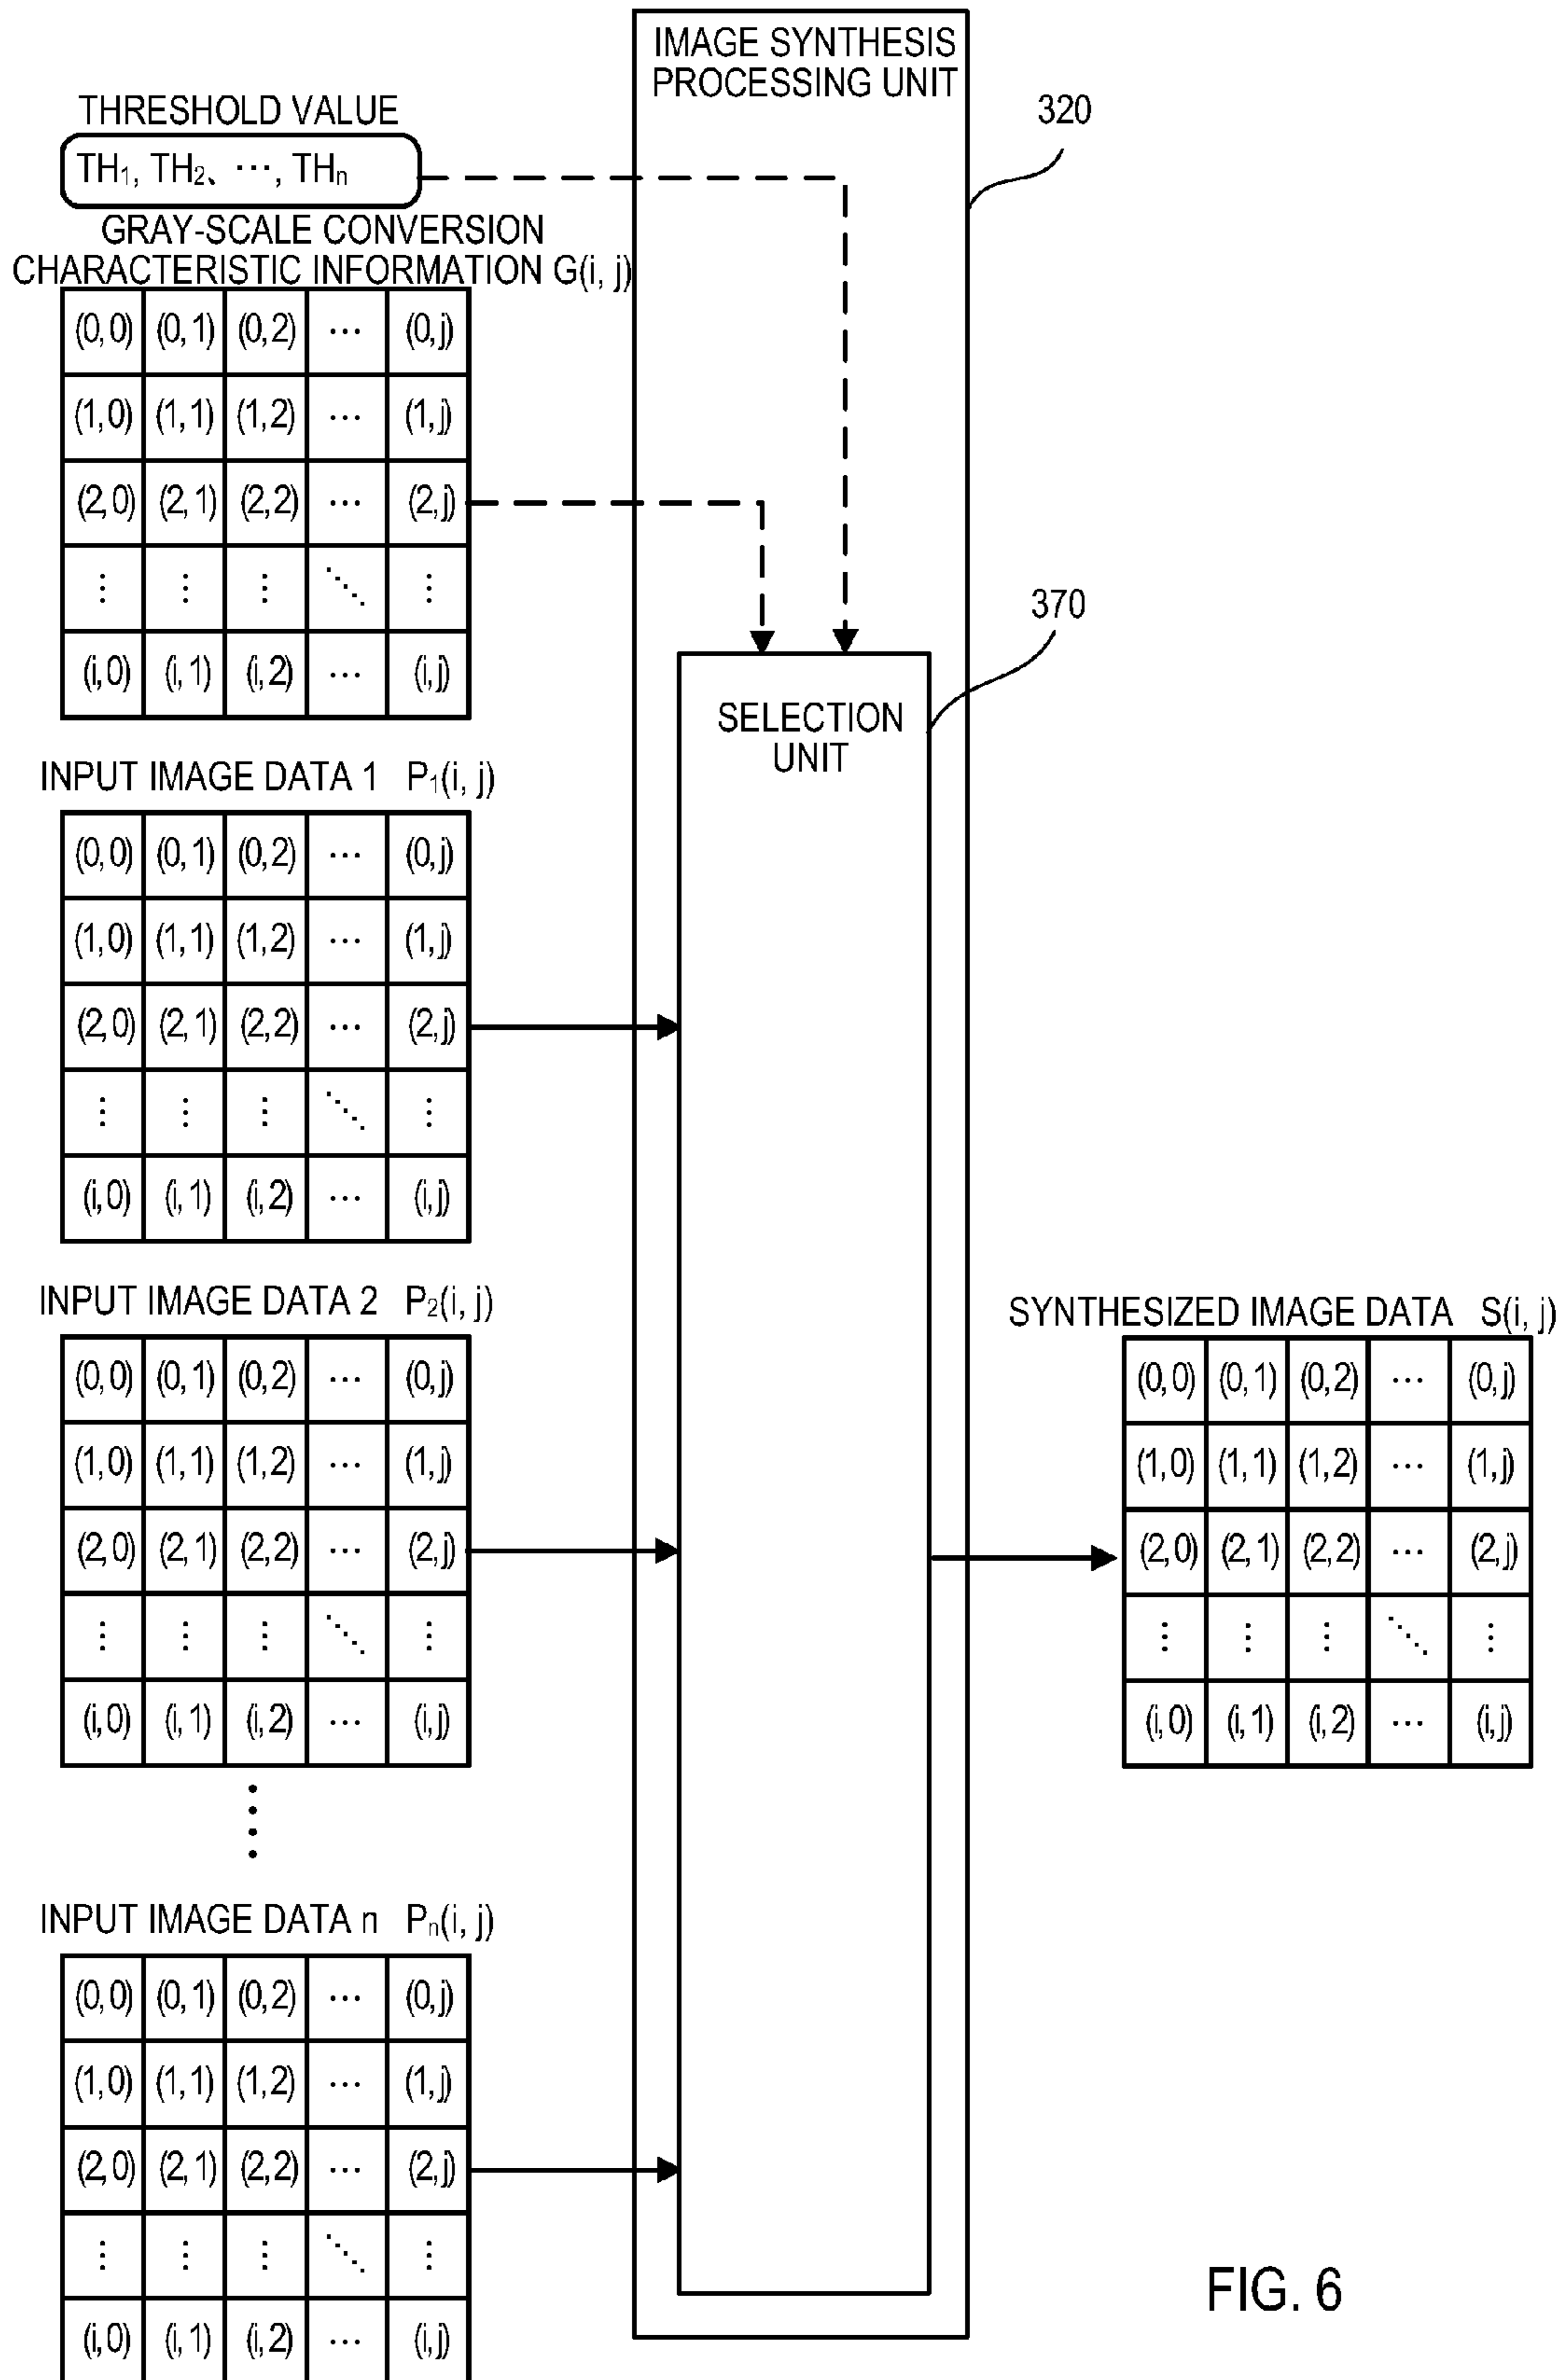 IMAGE SYNTHESIS
PROCESSING UNIT
320
THRESHOLD VALUE
TH₁, TH₂、 ⋯, THₙ
GRAY-SCALE CONVERSION
CHARACTERISTIC INFORMATION G(i, j)
(0,0) (0,1) (0,2) ⋯ (0,j)
(1,0) (1,1) (1,2) ⋯ (1,j)
(2,0) (2,1) (2,2) ⋯ (2,j)
⋮ ⋮ ⋮ ⋱ ⋮
(i,0) (i,1) (i,2) ⋯ (i,j)
370
SELECTION
UNIT
INPUT IMAGE DATA 1 P₁(i, j)
(0,0) (0,1) (0,2) ⋯ (0,j)
(1,0) (1,1) (1,2) ⋯ (1,j)
(2,0) (2,1) (2,2) ⋯ (2,j)
⋮ ⋮ ⋮ ⋱ ⋮
(i,0) (i,1) (i,2) ⋯ (i,j)
INPUT IMAGE DATA 2 P₂(i, j)
(0,0) (0,1) (0,2) ⋯ (0,j)
(1,0) (1,1) (1,2) ⋯ (1,j)
(2,0) (2,1) (2,2) ⋯ (2,j)
⋮ ⋮ ⋮ ⋱ ⋮
(i,0) (i,1) (i,2) ⋯ (i,j)
⋮
INPUT IMAGE DATA n Pₙ(i, j)
(0,0) (0,1) (0,2) ⋯ (0,j)
(1,0) (1,1) (1,2) ⋯ (1,j)
(2,0) (2,1) (2,2) ⋯ (2,j)
⋮ ⋮ ⋮ ⋱ ⋮
(i,0) (i,1) (i,2) ⋯ (i,j)
SYNTHESIZED IMAGE DATA S(i, j)
(0,0) (0,1) (0,2) ⋯ (0,j)
(1,0) (1,1) (1,2) ⋯ (1,j)
(2,0) (2,1) (2,2) ⋯ (2,j)
⋮ ⋮ ⋮ ⋱ ⋮
(i,0) (i,1) (i,2) ⋯ (i,j)
FIG. 6